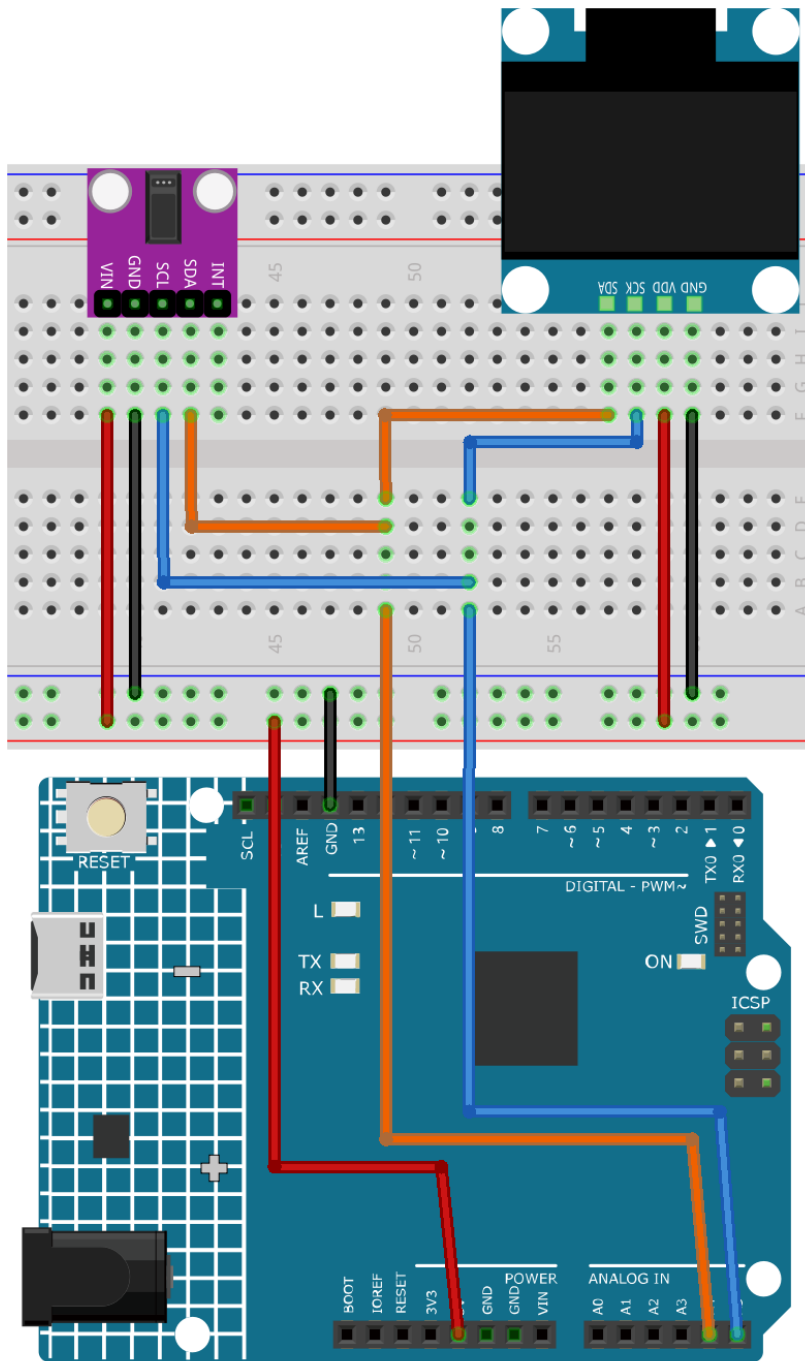 SDA SCK VDD GND
VIN GND SCL SDA INT
45 50
I
G
F
E
D
C
B
A
45 50 55
RESET
SCL AREF GND 13 ~11 ~10 8 7 ~6 ~5 4 ~3 2 TX0▶1 RX0◀0
DIGITAL - PWM~
L
TX
RX
ON
SWD
ICSP
POWER
ANALOG IN
BOOT IOREF RESET 3V3 GND GND VIN A0 A1 A2 A3